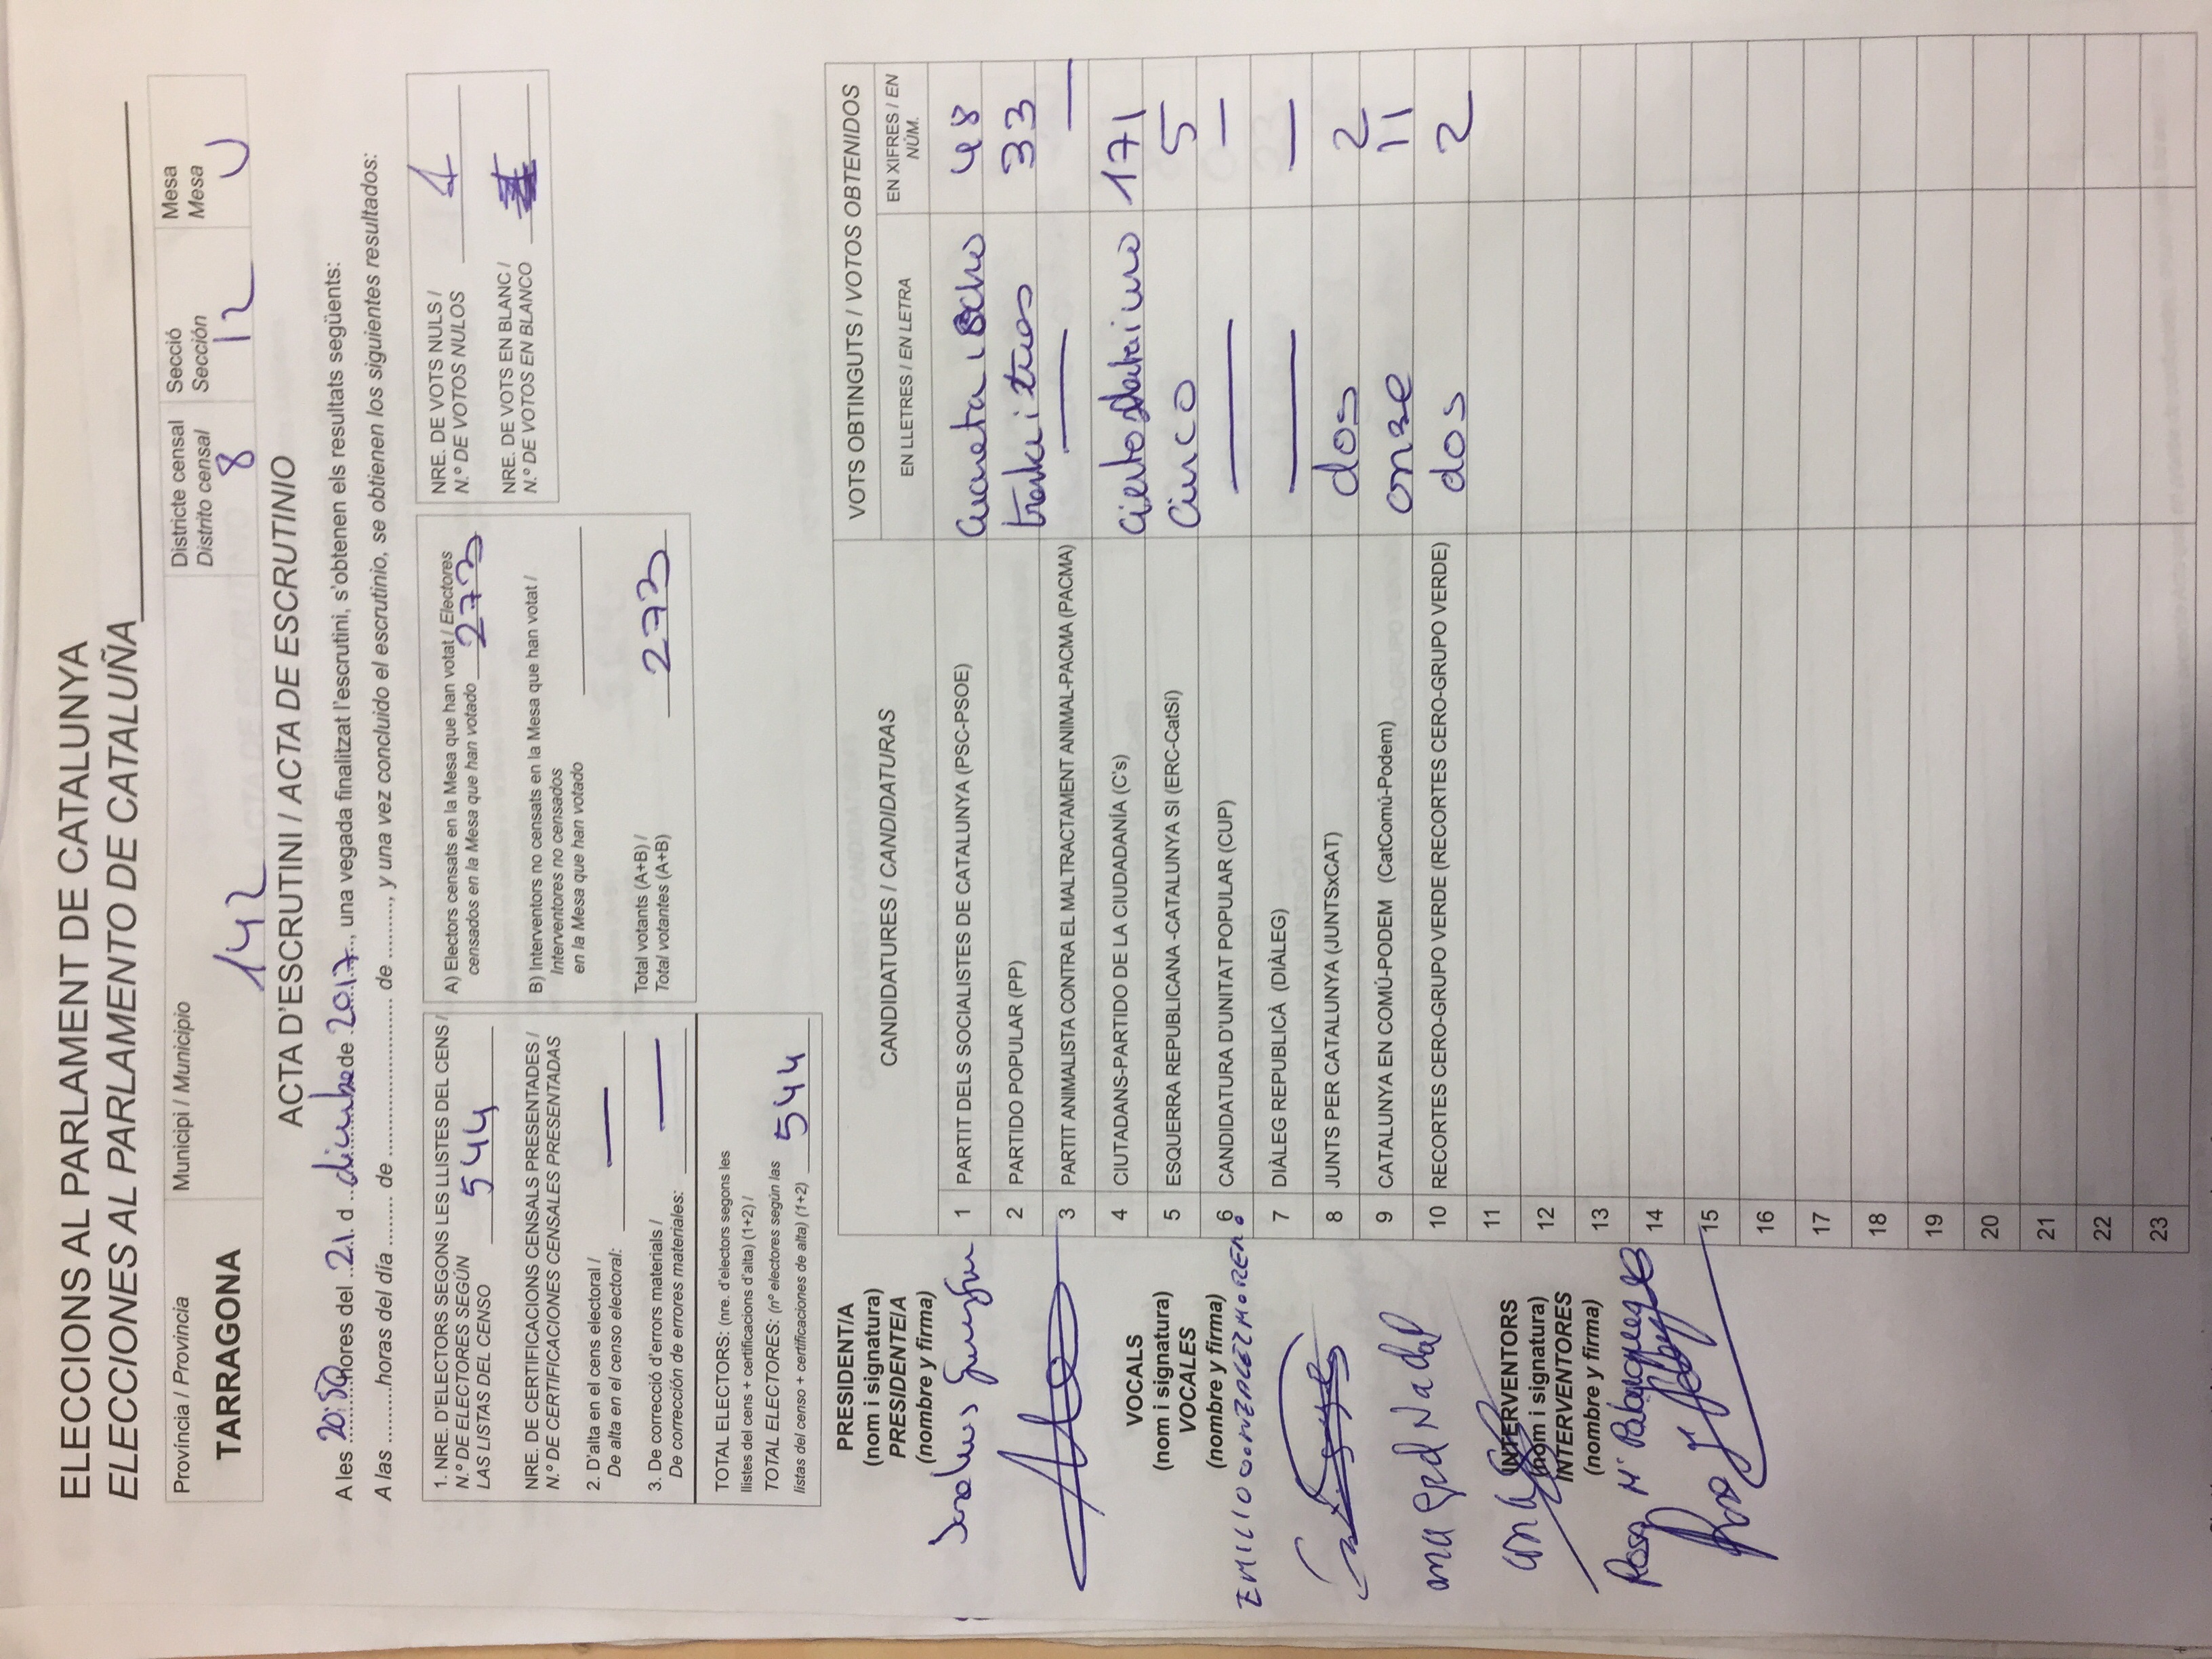 ELECCIONS AL PARLAMENT DE CATALUNYA
ELECCIONES AL PARLAMENTO DE CATALUÑA
Província / Provincia
TARRAGONA
Municipi / Municipio
142
Districte censal
Distrito censal
8
Secció
Sección
12
Mesa
Mesa
U
ACTA D'ESCRUTINI / ACTA DE ESCRUTINIO
A les 20:50 hores del 21 d de 2017, una vegada finalitzat l'escrutini, s'obtenen els resultats següents:
A las .........horas del día ........ de ....................... de ........., y una vez concluido el escrutinio, se obtienen los siguientes resultados:
1. NRE. D'ELECTORS SEGONS LES LLISTES DEL CENS /
N.º DE ELECTORES SEGÚN
LAS LISTAS DEL CENSO 544
NRE. DE CERTIFICACIONS CENSALS PRESENTADES /
N.º DE CERTIFICACIONES CENSALES PRESENTADAS
2. D'alta en el cens electoral /
De alta en el censo electoral: —
3. De correcció d'errors materials /
De corrección de errores materiales: —
TOTAL ELECTORS: (nre. d'electors segons les
llistes del cens + certificacions d'alta) (1+2) /
TOTAL ELECTORES: (nº electores según las
listas del censo + certificaciones de alta) (1+2) 544
A) Electors censats en la Mesa que han votat / Electores
censados en la Mesa que han votado 273
B) Interventors no censats en la Mesa que han votat /
Interventores no censados
en la Mesa que han votado
Total votants (A+B) /
Total votantes (A+B) 273
NRE. DE VOTS NULS /
N.º DE VOTOS NULOS 1
NRE. DE VOTS EN BLANC /
N.º DE VOTOS EN BLANCO
PRESIDENT/A
(nom i signatura)
PRESIDENTE/A
(nombre y firma)
VOCALS
(nom i signatura)
VOCALES
(nombre y firma)
EMILIO GONZALEZ MORENO
Nadal
INTERVENTORS
(nom i signatura)
INTERVENTORES
(nombre y firma)
Rosa Mª
CANDIDATURES / CANDIDATURAS
VOTS OBTINGUTS / VOTOS OBTENIDOS
EN LLETRES / EN LETRA
EN XIFRES / EN NÚM.
1 PARTIT DELS SOCIALISTES DE CATALUNYA (PSC-PSOE) cuareta i ocho 48
2 PARTIDO POPULAR (PP) 33
3 PARTIT ANIMALISTA CONTRA EL MALTRACTAMENT ANIMAL-PACMA (PACMA) — —
4 CIUTADANS-PARTIDO DE LA CIUDADANÍA (C's) 171
5 ESQUERRA REPUBLICANA -CATALUNYA SI (ERC-CatSí) cinco 5
6 CANDIDATURA D'UNITAT POPULAR (CUP) — —
7 DIÀLEG REPUBLICÀ (DIÀLEG) — —
8 JUNTS PER CATALUNYA (JUNTSxCAT) dos 2
9 CATALUNYA EN COMÚ-PODEM (CatComú-Podem) onze 11
10 RECORTES CERO-GRUPO VERDE (RECORTES CERO-GRUPO VERDE) dos 2
11
12
13
14
15
16
17
18
19
20
21
22
23